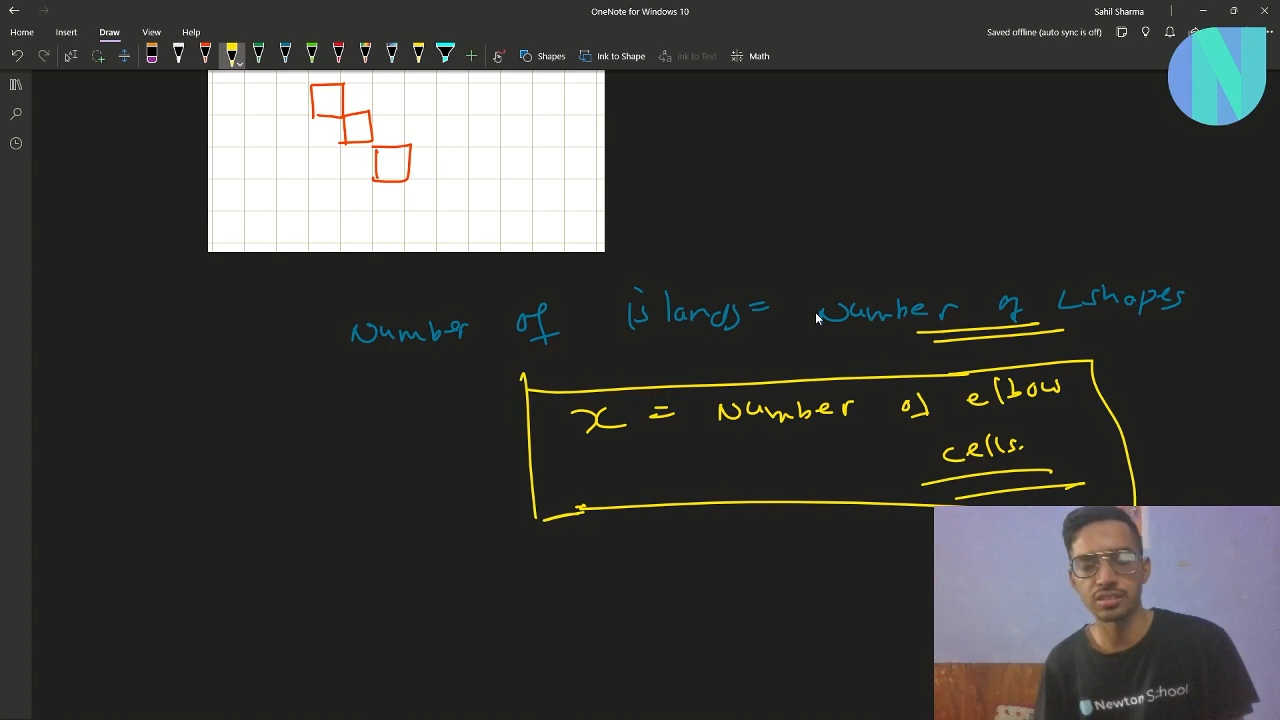 OneNote for Windows 10
Sahil Sharma
Home Insert Draw View Help
Saved offline (auto sync is off)
Shapes Ink to Shape Ink to Text Math
Number of islands = Number of L shapes
x = Number of elbow
cells.
Newton School